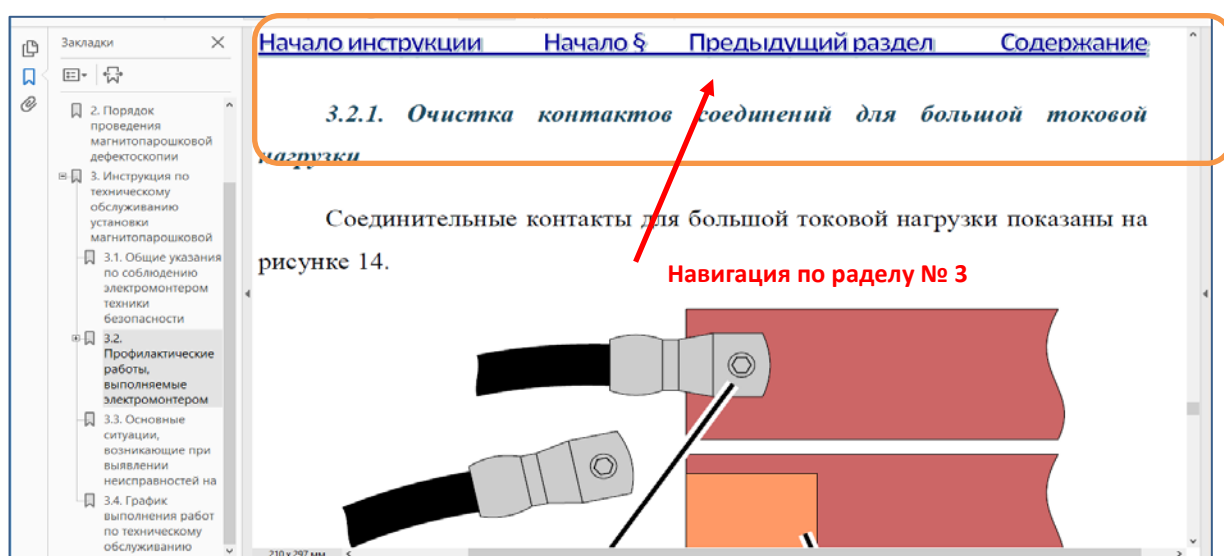 Закладки
2. Порядок
проведения
магнитопарошковой
дефектоскопии
3. Инструкция по
техническому
обслуживанию
установки
магнитопарошковой
3.1. Общие указания
по соблюдению
электромонтером
техники
безопасности
3.2.
Профилактические
работы,
выполняемые
электромонтером
3.3. Основные
ситуации,
возникающие при
выявлении
неисправностей на
3.4. График
выполнения работ
по техническому
обслуживанию
Начало инструкции Начало § Предыдущий раздел Содержание
3.2.1. Очистка контактов соединений для большой токовой
нагрузки
Соединительные контакты для большой токовой нагрузки показаны на
рисунке 14.
Навигация по раделу № 3
210 x 297 мм